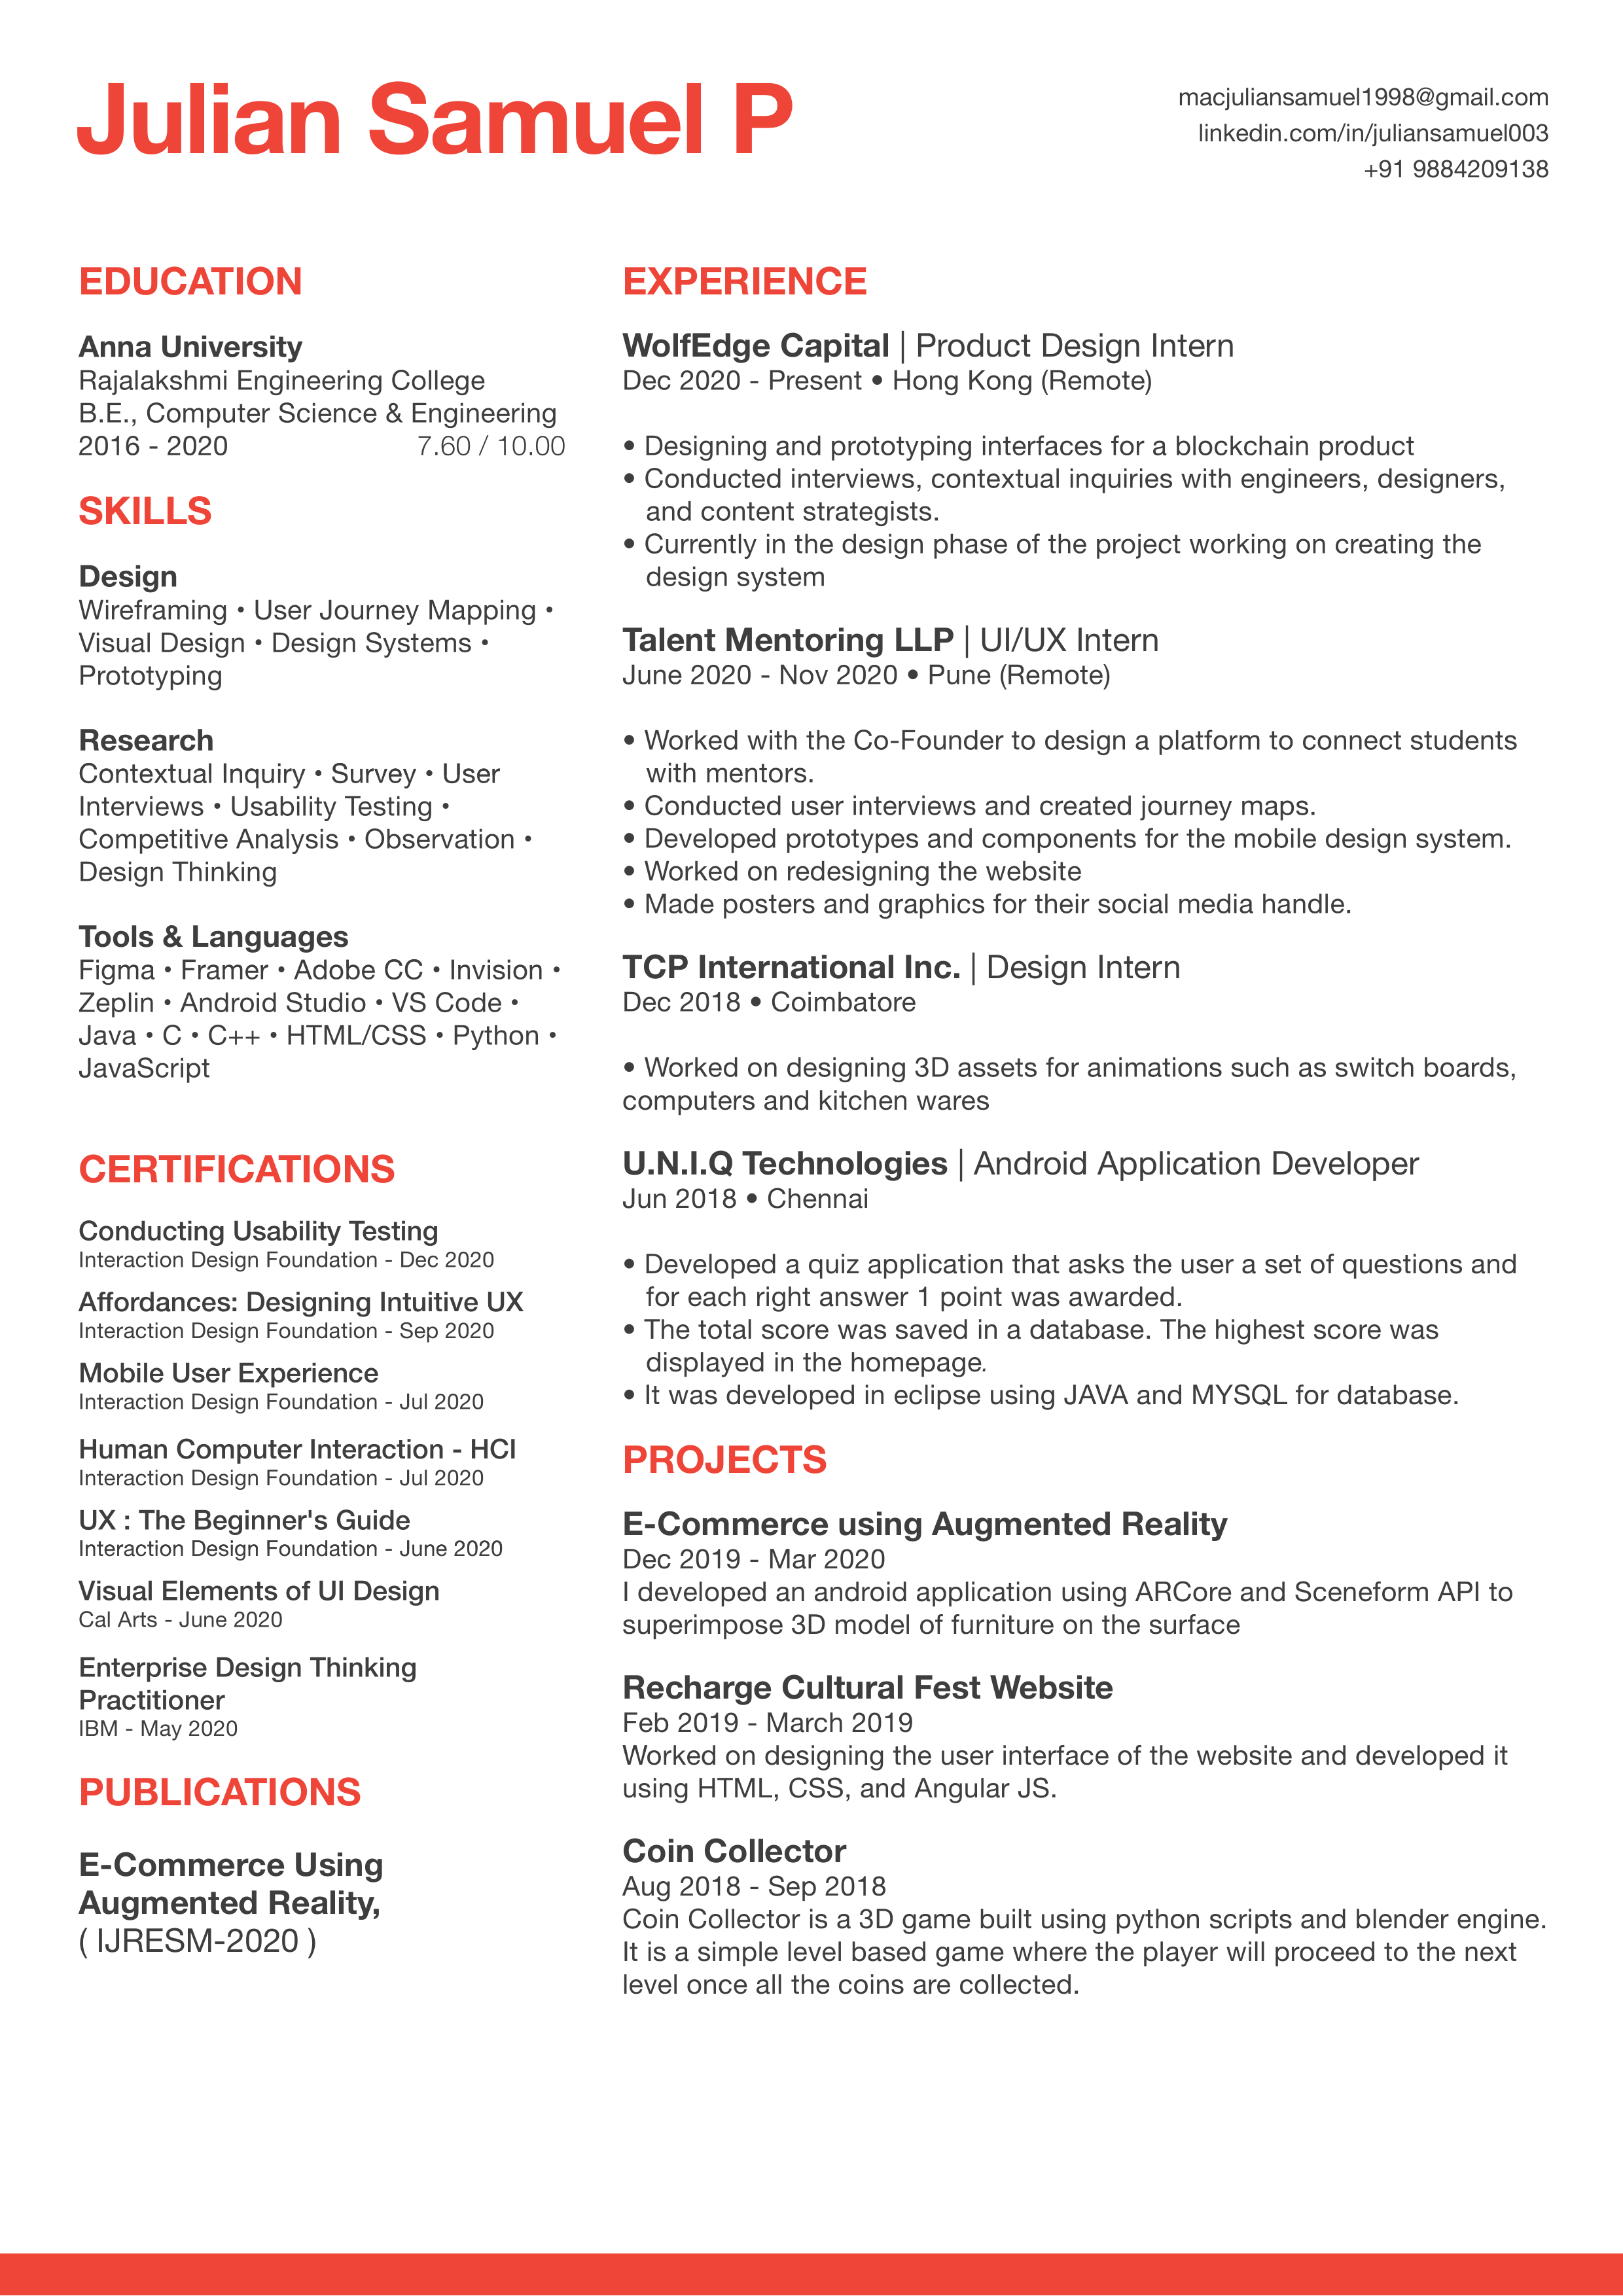 Julian Samuel P
macjuliansamuel1998@gmail.com
linkedin.com/in/juliansamuel003
+91 9884209138
EDUCATION
Anna University
Rajalakshmi Engineering College
B.E., Computer Science & Engineering
2016 - 2020 7.60 / 10.00
SKILLS
Design
Wireframing • User Journey Mapping •
Visual Design • Design Systems •
Prototyping
Research
Contextual Inquiry • Survey • User
Interviews • Usability Testing •
Competitive Analysis • Observation •
Design Thinking
Tools & Languages
Figma • Framer • Adobe CC • Invision •
Zeplin • Android Studio • VS Code •
Java • C • C++ • HTML/CSS • Python •
JavaScript
CERTIFICATIONS
Conducting Usability Testing
Interaction Design Foundation - Dec 2020
Affordances: Designing Intuitive UX
Interaction Design Foundation - Sep 2020
Mobile User Experience
Interaction Design Foundation - Jul 2020
Human Computer Interaction - HCI
Interaction Design Foundation - Jul 2020
UX : The Beginner's Guide
Interaction Design Foundation - June 2020
Visual Elements of UI Design
Cal Arts - June 2020
Enterprise Design Thinking
Practitioner
IBM - May 2020
PUBLICATIONS
E-Commerce Using
Augmented Reality,
( IJRESM-2020 )
EXPERIENCE
WolfEdge Capital | Product Design Intern
Dec 2020 - Present • Hong Kong (Remote)
• Designing and prototyping interfaces for a blockchain product
• Conducted interviews, contextual inquiries with engineers, designers,
and content strategists.
• Currently in the design phase of the project working on creating the
design system
Talent Mentoring LLP | UI/UX Intern
June 2020 - Nov 2020 • Pune (Remote)
• Worked with the Co-Founder to design a platform to connect students
with mentors.
• Conducted user interviews and created journey maps.
• Developed prototypes and components for the mobile design system.
• Worked on redesigning the website
• Made posters and graphics for their social media handle.
TCP International Inc. | Design Intern
Dec 2018 • Coimbatore
• Worked on designing 3D assets for animations such as switch boards,
computers and kitchen wares
U.N.I.Q Technologies | Android Application Developer
Jun 2018 • Chennai
• Developed a quiz application that asks the user a set of questions and
for each right answer 1 point was awarded.
• The total score was saved in a database. The highest score was
displayed in the homepage.
• It was developed in eclipse using JAVA and MYSQL for database.
PROJECTS
E-Commerce using Augmented Reality
Dec 2019 - Mar 2020
I developed an android application using ARCore and Sceneform API to
superimpose 3D model of furniture on the surface
Recharge Cultural Fest Website
Feb 2019 - March 2019
Worked on designing the user interface of the website and developed it
using HTML, CSS, and Angular JS.
Coin Collector
Aug 2018 - Sep 2018
Coin Collector is a 3D game built using python scripts and blender engine.
It is a simple level based game where the player will proceed to the next
level once all the coins are collected.